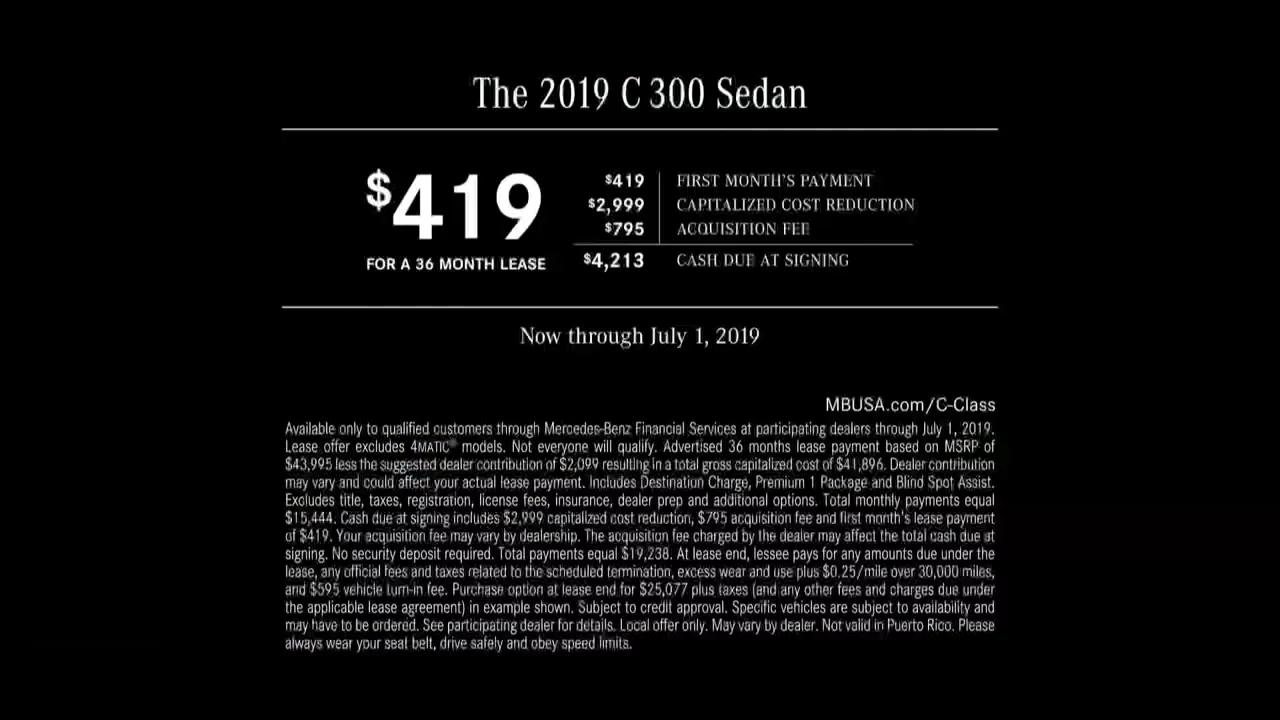 The 2019 C 300 Sedan
$419
FOR A 36 MONTH LEASE
$419 FIRST MONTH'S PAYMENT
$2,999 CAPITALIZED COST REDUCTION
$795 ACQUISITION FEE
$4,213 CASH DUE AT SIGNING
Now through July 1, 2019
MBUSA.com/C-Class
Available only to qualified customers through Mercedes-Benz Financial Services at participating dealers through July 1, 2019.
Lease offer excludes 4MATIC® models. Not everyone will qualify. Advertised 36 months lease payment based on MSRP of
$43,995 less the suggested dealer contribution of $2,099 resulting in a total gross capitalized cost of $41,896. Dealer contribution
may vary and could affect your actual lease payment. Includes Destination Charge, Premium 1 Package and Blind Spot Assist.
Excludes title, taxes, registration, license fees, insurance, dealer prep and additional options. Total monthly payments equal
$15,444. Cash due at signing includes $2,999 capitalized cost reduction, $795 acquisition fee and first month's lease payment
of $419. Your acquisition fee may vary by dealership. The acquisition fee charged by the dealer may affect the total cash due at
signing. No security deposit required. Total payments equal $19,238. At lease end, lessee pays for any amounts due under the
lease, any official fees and taxes related to the scheduled termination, excess wear and use plus $0.25/mile over 30,000 miles,
and $595 vehicle turn-in fee. Purchase option at lease end for $25,077 plus taxes (and any other fees and charges due under
the applicable lease agreement) in example shown. Subject to credit approval. Specific vehicles are subject to availability and
may have to be ordered. See participating dealer for details. Local offer only. May vary by dealer. Not valid in Puerto Rico. Please
always wear your seat belt, drive safely and obey speed limits.